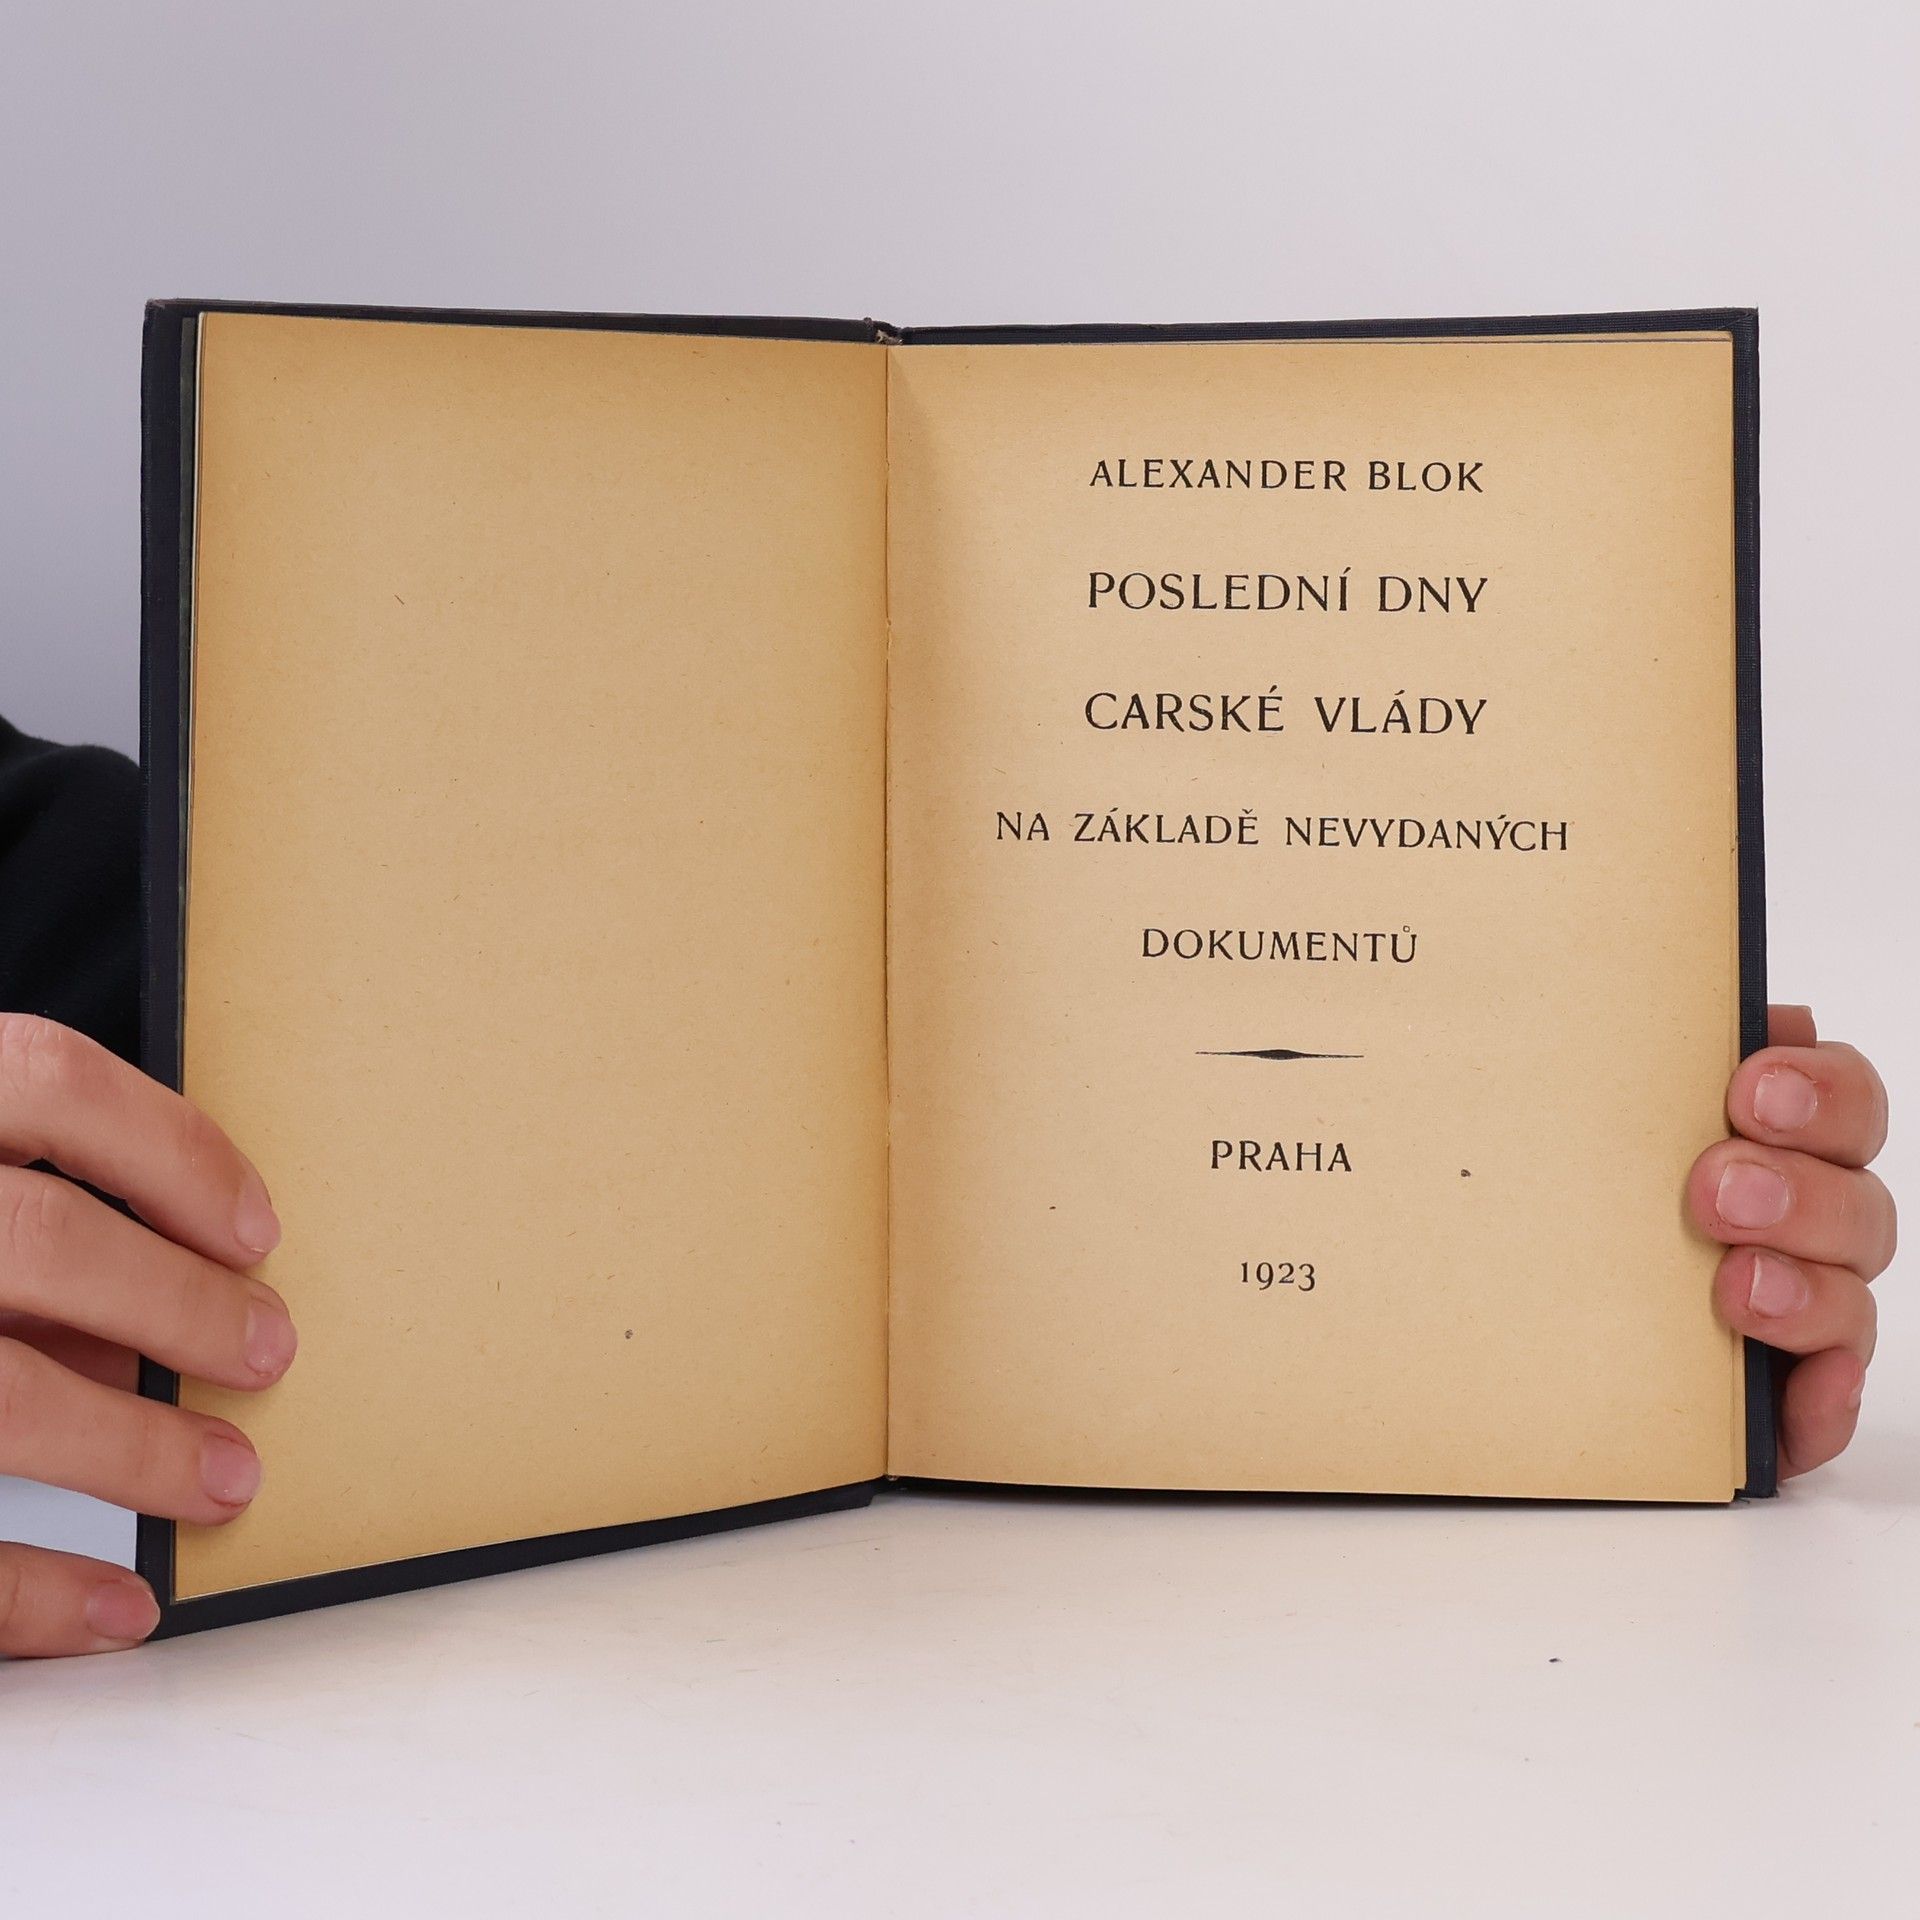 ALEXANDER BLOK
POSLEDNÍ DNY
CARSKÉ VLÁDY
NA ZÁKLADĚ NEVYDANÝCH
DOKUMENTŮ
PRAHA
1923